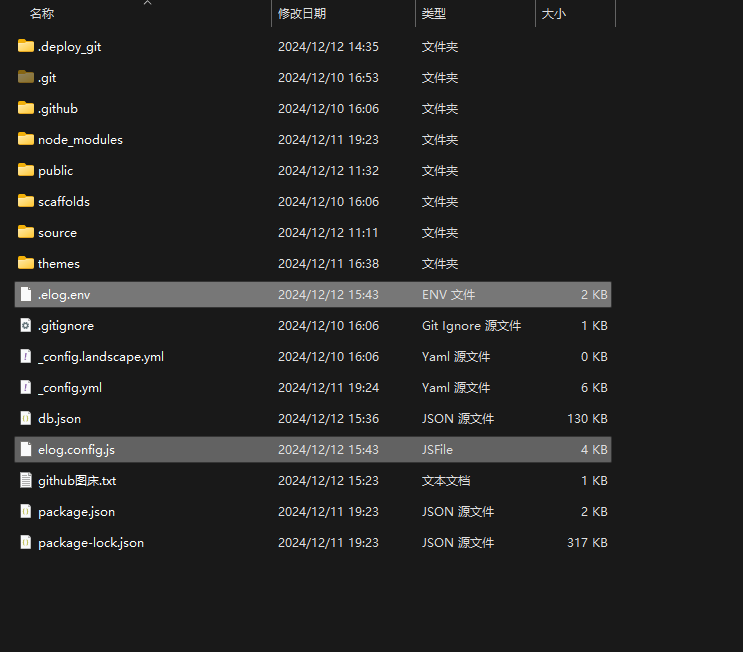 名称 修改日期 类型 大小
.deploy_git 2024/12/12 14:35 文件夹
.git 2024/12/10 16:53 文件夹
.github 2024/12/10 16:06 文件夹
node_modules 2024/12/11 19:23 文件夹
public 2024/12/12 11:32 文件夹
scaffolds 2024/12/10 16:06 文件夹
source 2024/12/12 11:11 文件夹
themes 2024/12/11 16:38 文件夹
.elog.env 2024/12/12 15:43 ENV 文件 2 KB
.gitignore 2024/12/10 16:06 Git Ignore 源文件 1 KB
_config.landscape.yml 2024/12/10 16:06 Yaml 源文件 0 KB
_config.yml 2024/12/11 19:24 Yaml 源文件 6 KB
db.json 2024/12/12 15:36 JSON 源文件 130 KB
elog.config.js 2024/12/12 15:43 JSFile 4 KB
github图床.txt 2024/12/12 15:23 文本文档 1 KB
package.json 2024/12/11 19:23 JSON 源文件 2 KB
package-lock.json 2024/12/11 19:23 JSON 源文件 317 KB